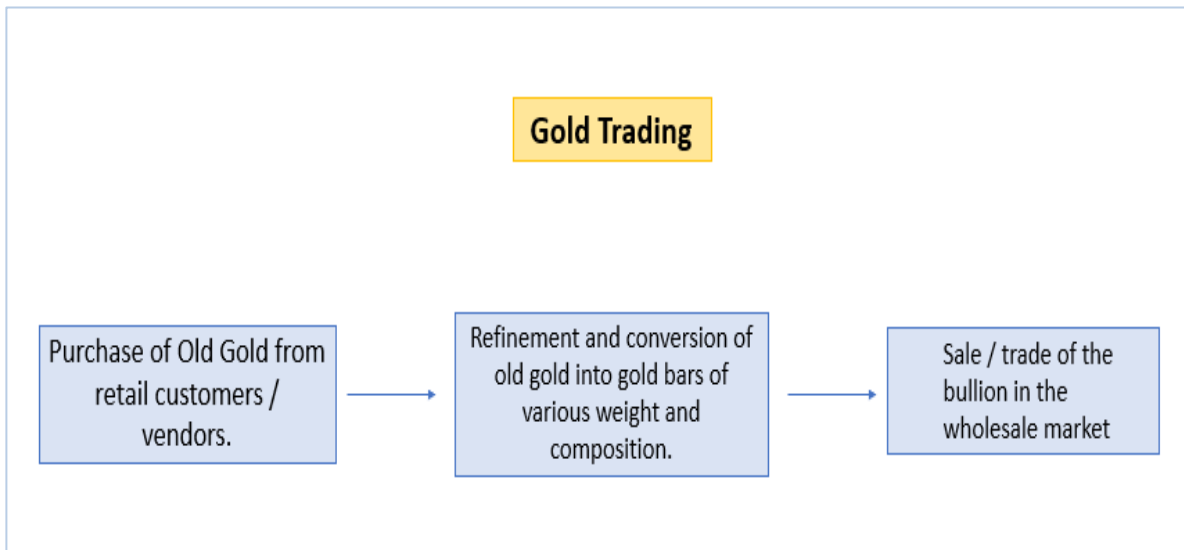 Gold Trading
Purchase of Old Gold from
retail customers /
vendors.
Refinement and conversion of
old gold into gold bars of
various weight and
composition.
Sale / trade of the
bullion in the
wholesale market